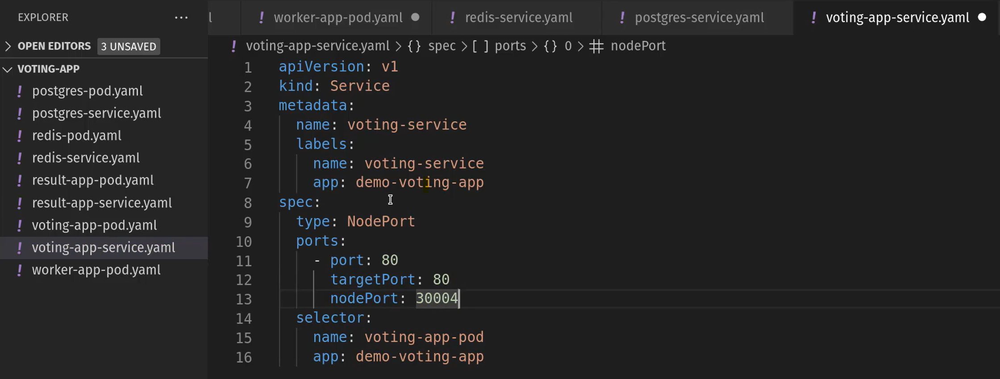 EXPLORER ···
OPEN EDITORS 3 UNSAVED
VOTING-APP
! postgres-pod.yaml
! postgres-service.yaml
! redis-pod.yaml
! redis-service.yaml
! result-app-pod.yaml
! result-app-service.yaml
! voting-app-pod.yaml
! voting-app-service.yaml
! worker-app-pod.yaml
l ! worker-app-pod.yaml ● ! redis-service.yaml ! postgres-service.yaml ! voting-app-service.yaml ●
! voting-app-service.yaml > {} spec > [ ] ports > {} 0 > # nodePort
1 apiVersion: v1
2 kind: Service
3 metadata:
4   name: voting-service
5   labels:
6     name: voting-service
7     app: demo-voting-app
8 spec:
9   type: NodePort
10   ports:
11     - port: 80
12       targetPort: 80
13       nodePort: 30004
14   selector:
15     name: voting-app-pod
16     app: demo-voting-app